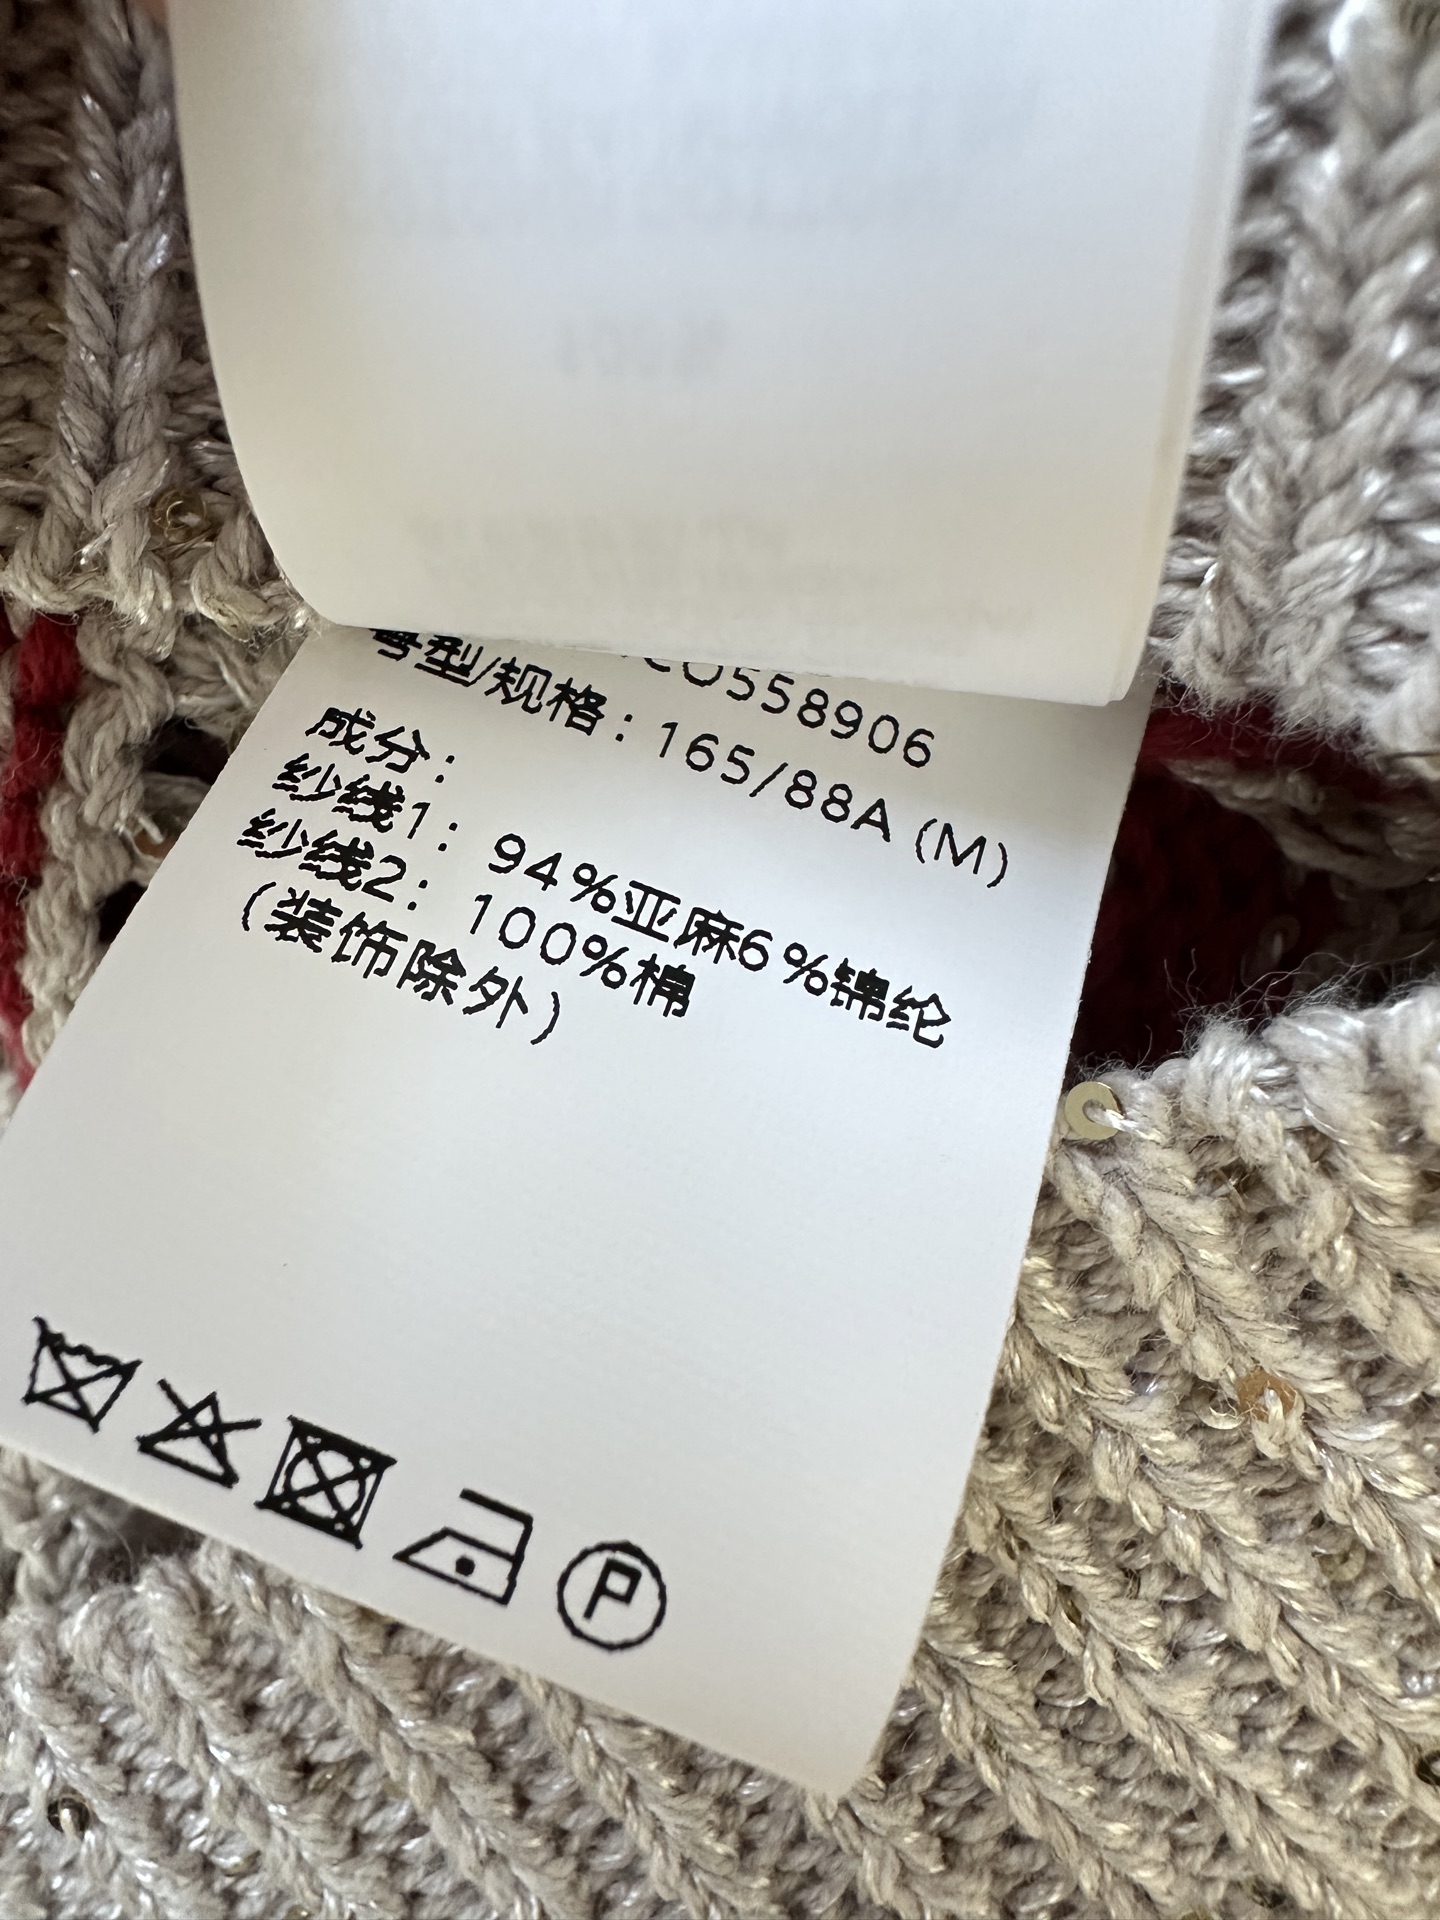 CO558906
号型/规格：165/88A (M)
成分：
纱线1： 94%亚麻6%锦纶
纱线2： 100%棉
（装饰除外）
P